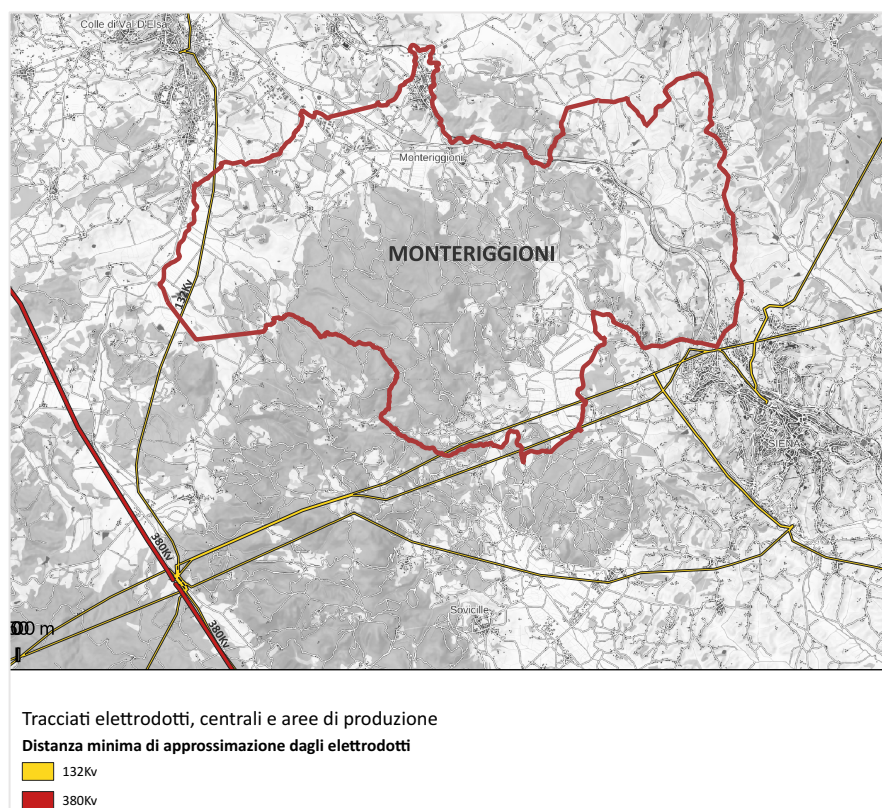 Colle di Val D'Elsa
Monteriggioni
MONTERIGGIONI
132Kv
SIENA
380Kv
Sovicille
380Kv
00 m
Tracciati elettrodotti, centrali e aree di produzione
Distanza minima di approssimazione dagli elettrodotti
132Kv
380Kv